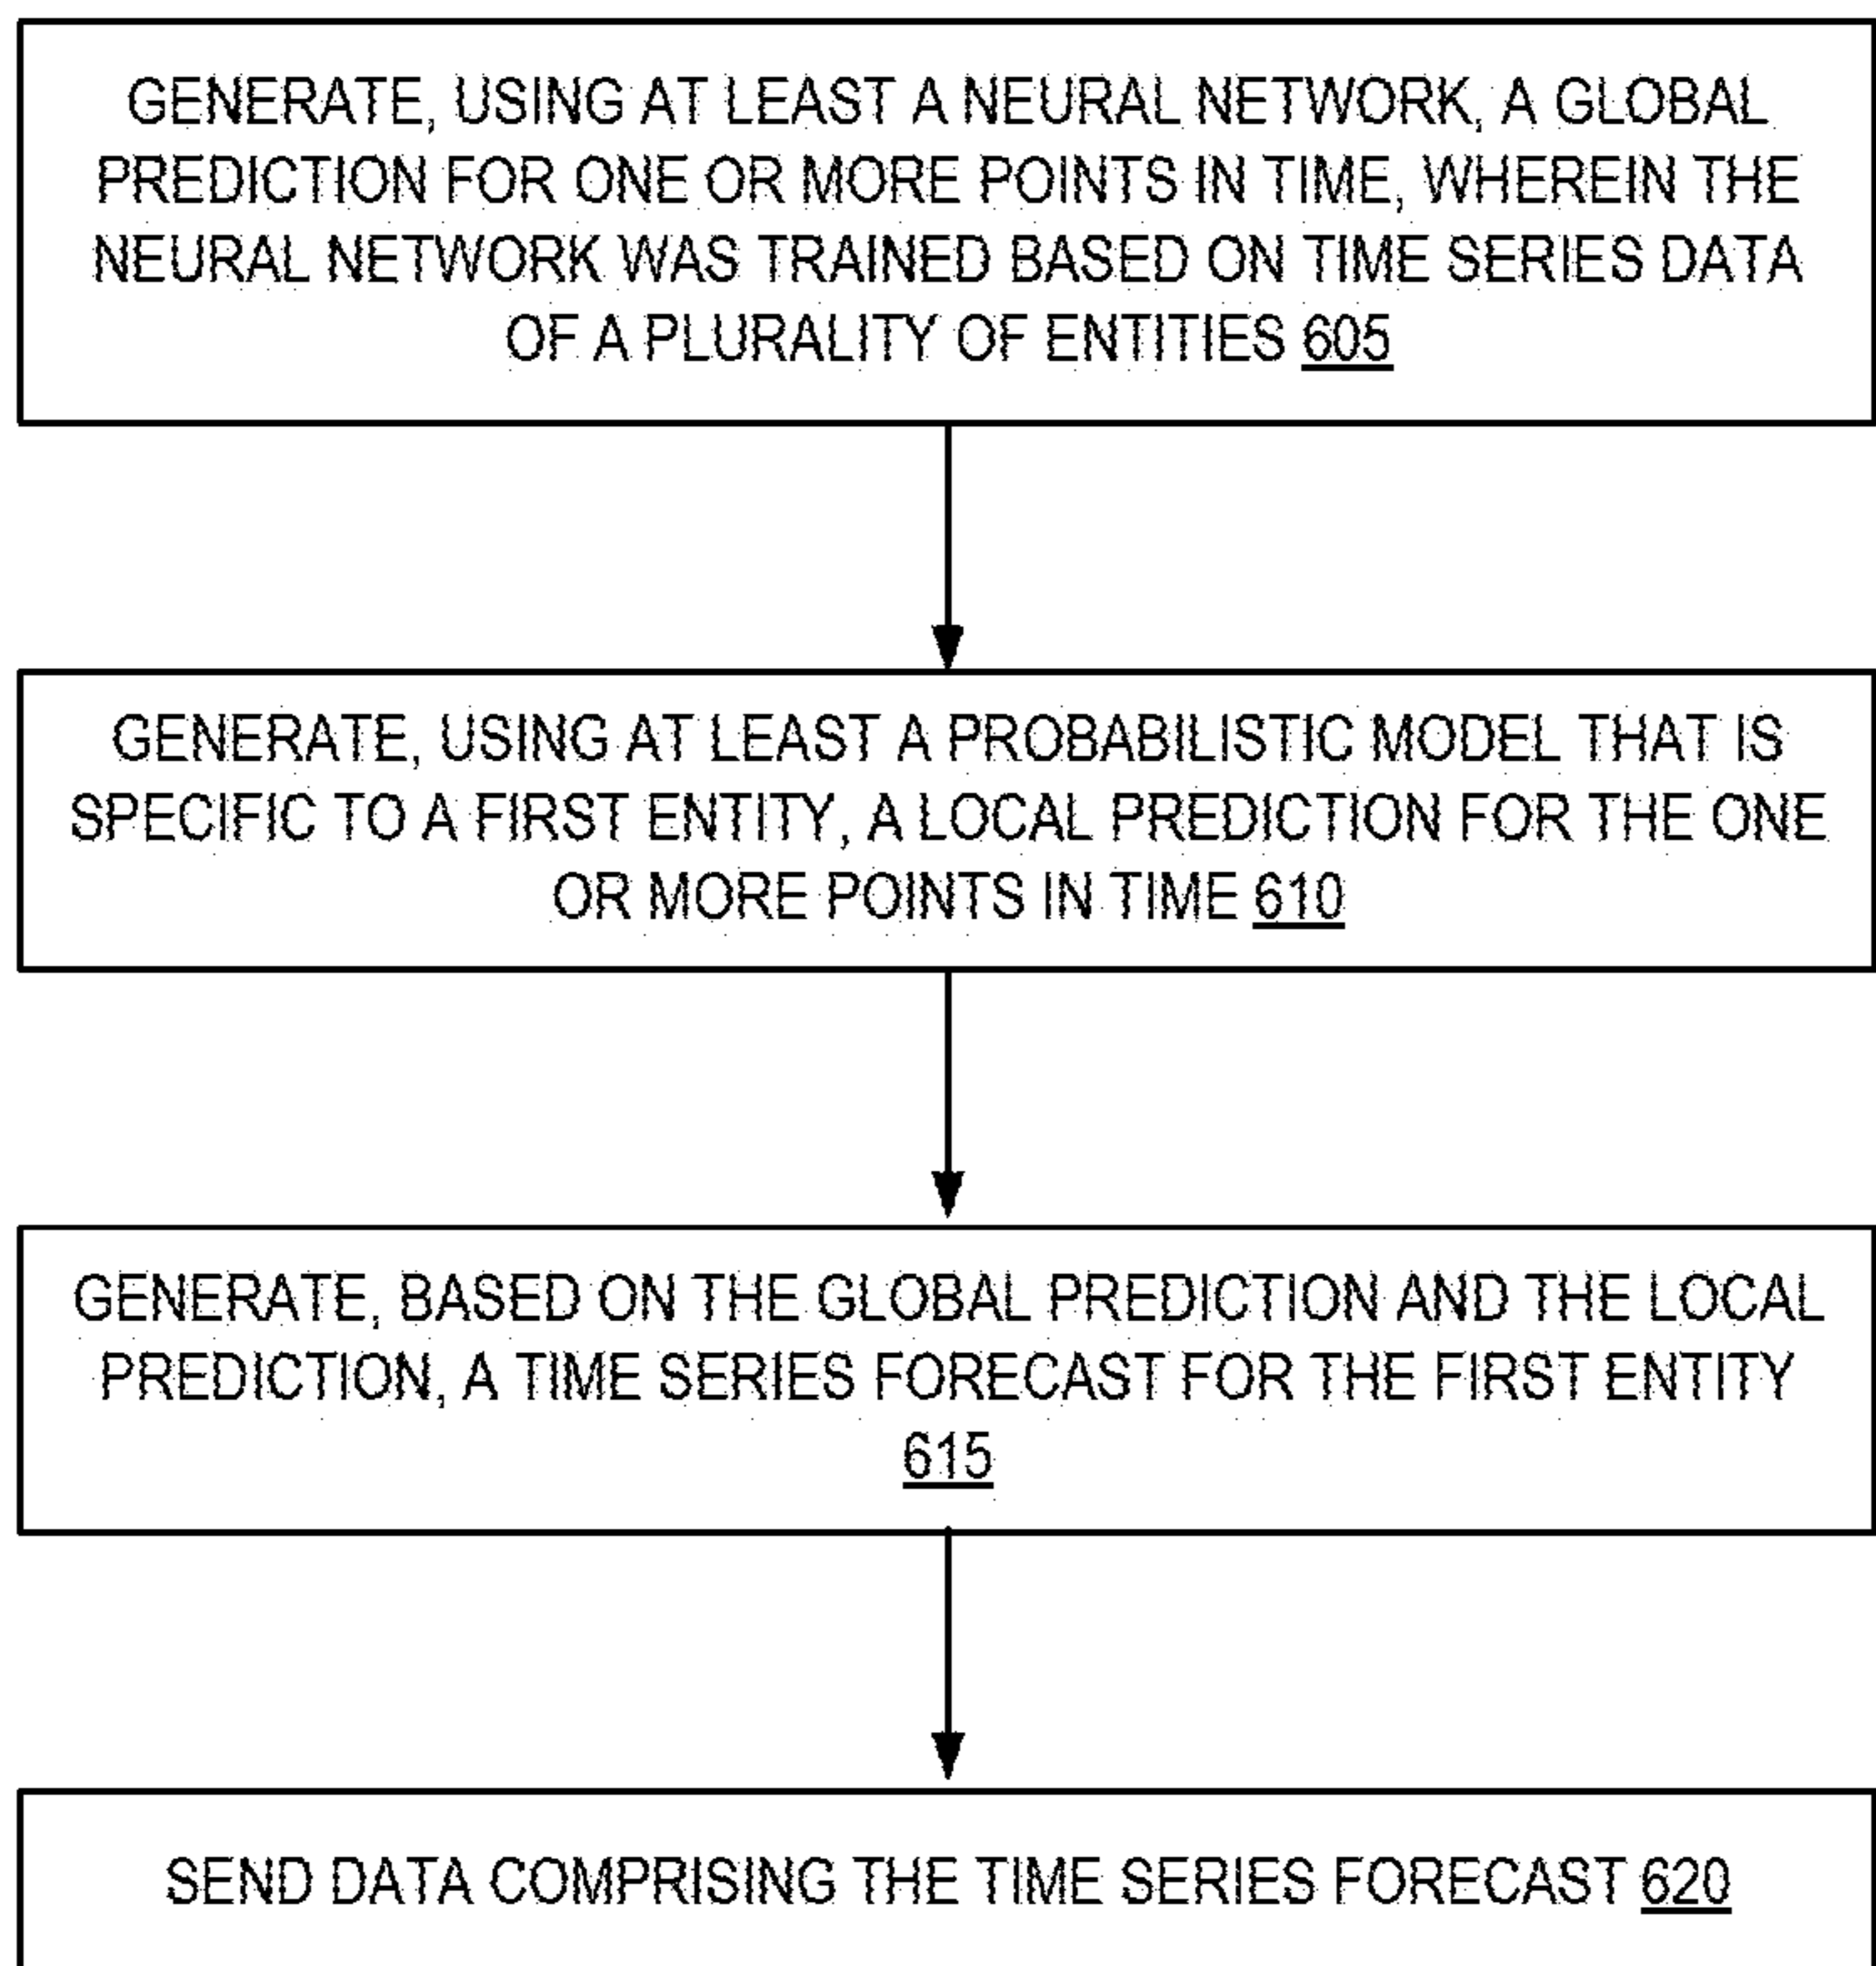 GENERATE, USING AT LEAST A NEURAL NETWORK, A GLOBAL
PREDICTION FOR ONE OR MORE POINTS IN TIME, WHEREIN THE
NEURAL NETWORK WAS TRAINED BASED ON TIME SERIES DATA
OF A PLURALITY OF ENTITIES 605
GENERATE, USING AT LEAST A PROBABILISTIC MODEL THAT IS
SPECIFIC TO A FIRST ENTITY, A LOCAL PREDICTION FOR THE ONE
OR MORE POINTS IN TIME 610
GENERATE, BASED ON THE GLOBAL PREDICTION AND THE LOCAL
PREDICTION, A TIME SERIES FORECAST FOR THE FIRST ENTITY
615
SEND DATA COMPRISING THE TIME SERIES FORECAST 620